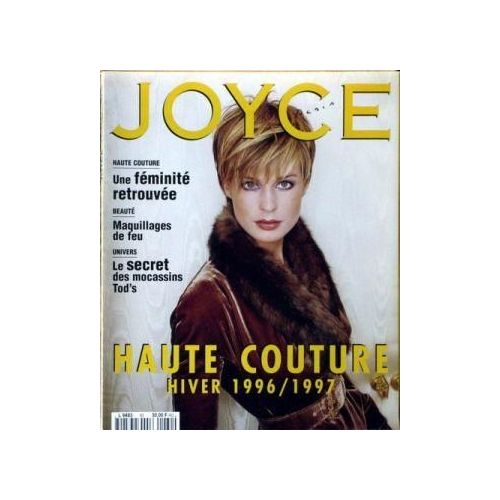 JOYCE
HAUTE COUTURE
Une féminité
retrouvée
BEAUTÉ
Maquillages
de feu
UNIVERS
Le secret
des mocassins
Tod's
HAUTE COUTURE
HIVER 1996/1997